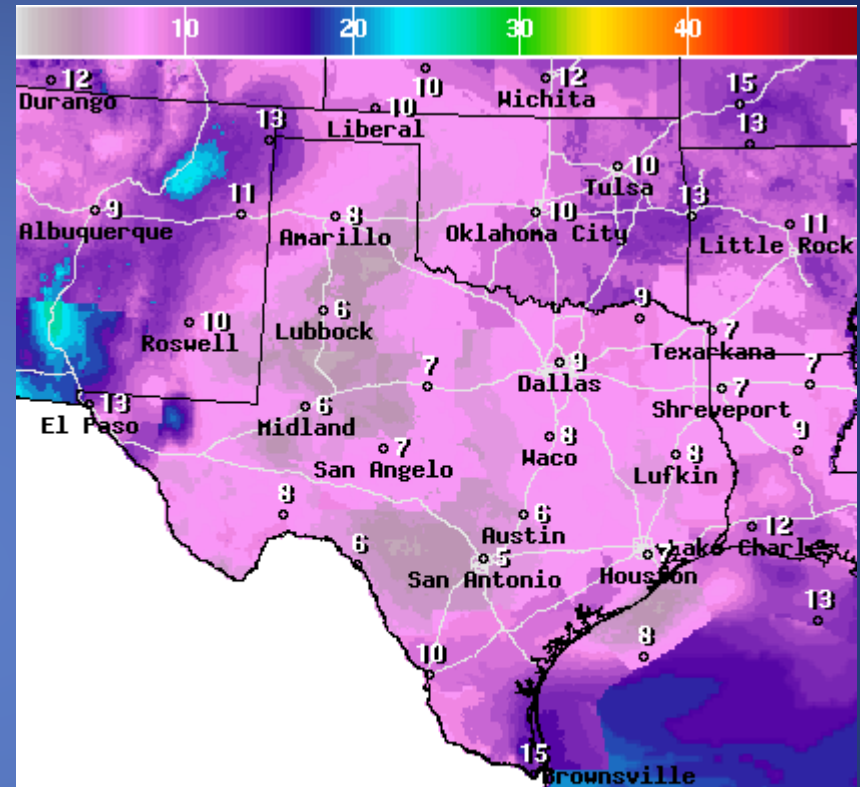 10 20 30 40
12 10 12 15
Durango Wichita
10
Liberal
13 13
10
Tulsa
9 11 8 10 13 11
Albuquerque Amarillo Oklahoma City Little Rock
10 6 9
Roswell Lubbock
7
Texarkana
9
Dallas
7 7 7
Shreveport
13 6
El Paso Midland
7 8 8 9
San Angelo Waco Lufkin
8 6 12
Austin
6 5 7 Lake Charles
San Antonio Houston
13
8
10
15
Brownsville